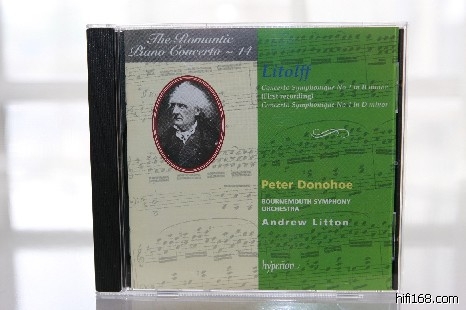 The Romantic
Piano Concerto – 14
Litolff
Concerto Symphonique No 2 in B minor
(First recording)
Concerto Symphonique No 4 in D minor
Peter Donohoe
BOURNEMOUTH SYMPHONY
ORCHESTRA
Andrew Litton
hyperion
hifi168.com